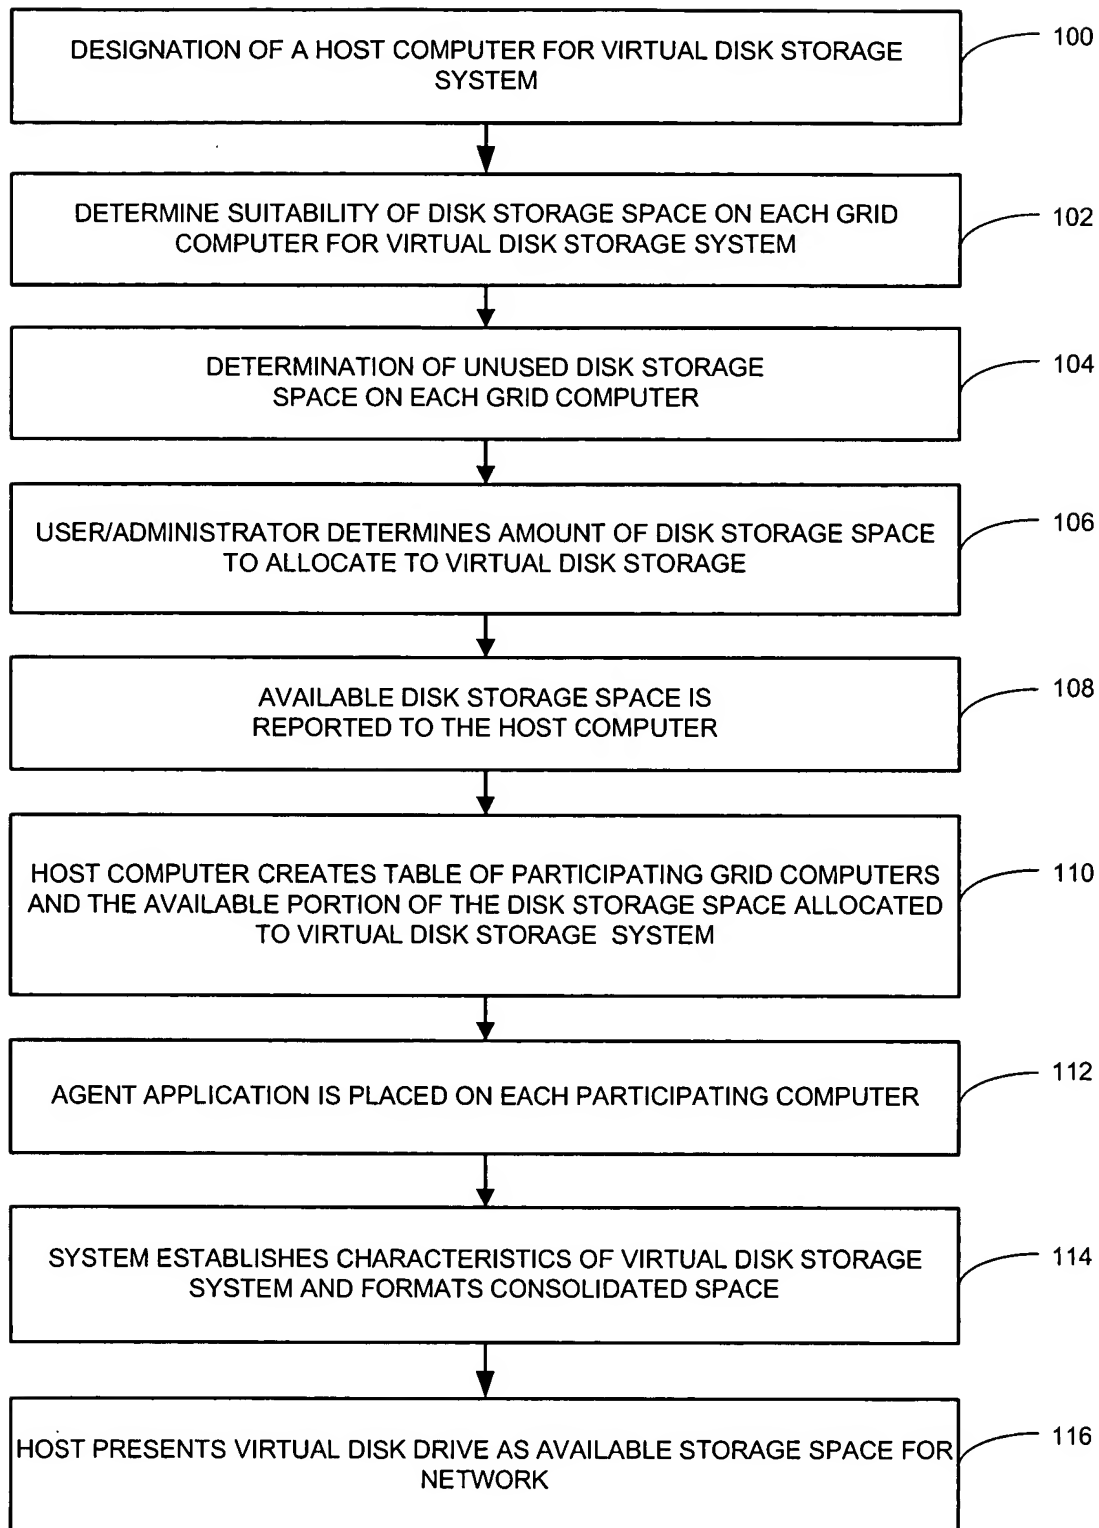 DESIGNATION OF A HOST COMPUTER FOR VIRTUAL DISK STORAGE
SYSTEM
100
DETERMINE SUITABILITY OF DISK STORAGE SPACE ON EACH GRID
COMPUTER FOR VIRTUAL DISK STORAGE SYSTEM
102
DETERMINATION OF UNUSED DISK STORAGE
SPACE ON EACH GRID COMPUTER
104
USER/ADMINISTRATOR DETERMINES AMOUNT OF DISK STORAGE SPACE
TO ALLOCATE TO VIRTUAL DISK STORAGE
106
AVAILABLE DISK STORAGE SPACE IS
REPORTED TO THE HOST COMPUTER
108
HOST COMPUTER CREATES TABLE OF PARTICIPATING GRID COMPUTERS
AND THE AVAILABLE PORTION OF THE DISK STORAGE SPACE ALLOCATED
TO VIRTUAL DISK STORAGE SYSTEM
110
AGENT APPLICATION IS PLACED ON EACH PARTICIPATING COMPUTER
112
SYSTEM ESTABLISHES CHARACTERISTICS OF VIRTUAL DISK STORAGE
SYSTEM AND FORMATS CONSOLIDATED SPACE
114
HOST PRESENTS VIRTUAL DISK DRIVE AS AVAILABLE STORAGE SPACE FOR
NETWORK
116